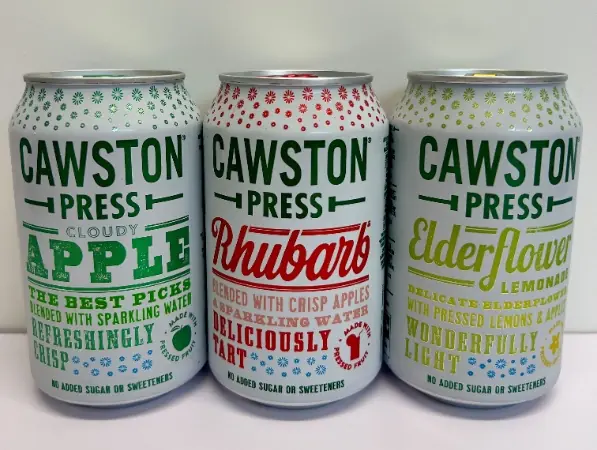 CAWSTON
PRESS
CLOUDY
APPLE
THE BEST PICKS
BLENDED WITH SPARKLING WATER
REFRESHINGLY
CRISP
MADE WITH PRESSED FRUIT
NO ADDED SUGAR OR SWEETENERS
CAWSTON
PRESS
Rhubarb
BLENDED WITH CRISP APPLES
& SPARKLING WATER
DELICIOUSLY
TART
MADE WITH PRESSED FRUIT
NO ADDED SUGAR OR SWEETENERS
CAWSTON
PRESS
Elderflower
LEMONADE
DELICATE ELDERFLOWER
WITH PRESSED LEMONS & APPLES
WONDERFULLY
LIGHT
NO ADDED SUGAR OR SWEETENERS